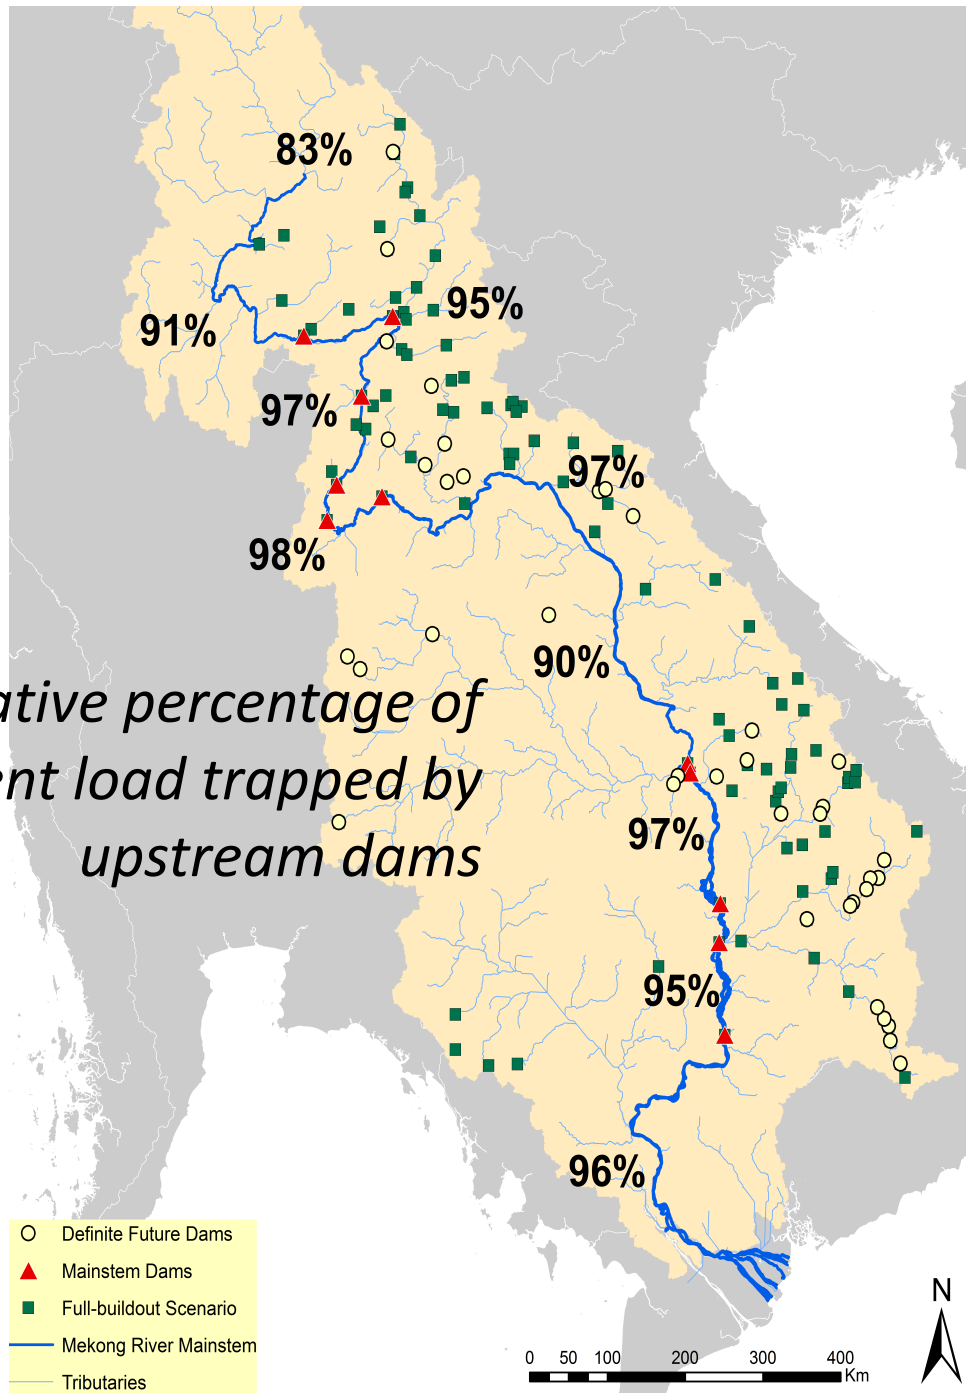 83%
95%
91%
97%
97%
98%
90%
ative percentage of
ent load trapped by
upstream dams
97%
95%
96%
Definite Future Dams
Mainstem Dams
Full-buildout Scenario
Mekong River Mainstem
Tributaries
N
0 50 100 200 300 400
Km